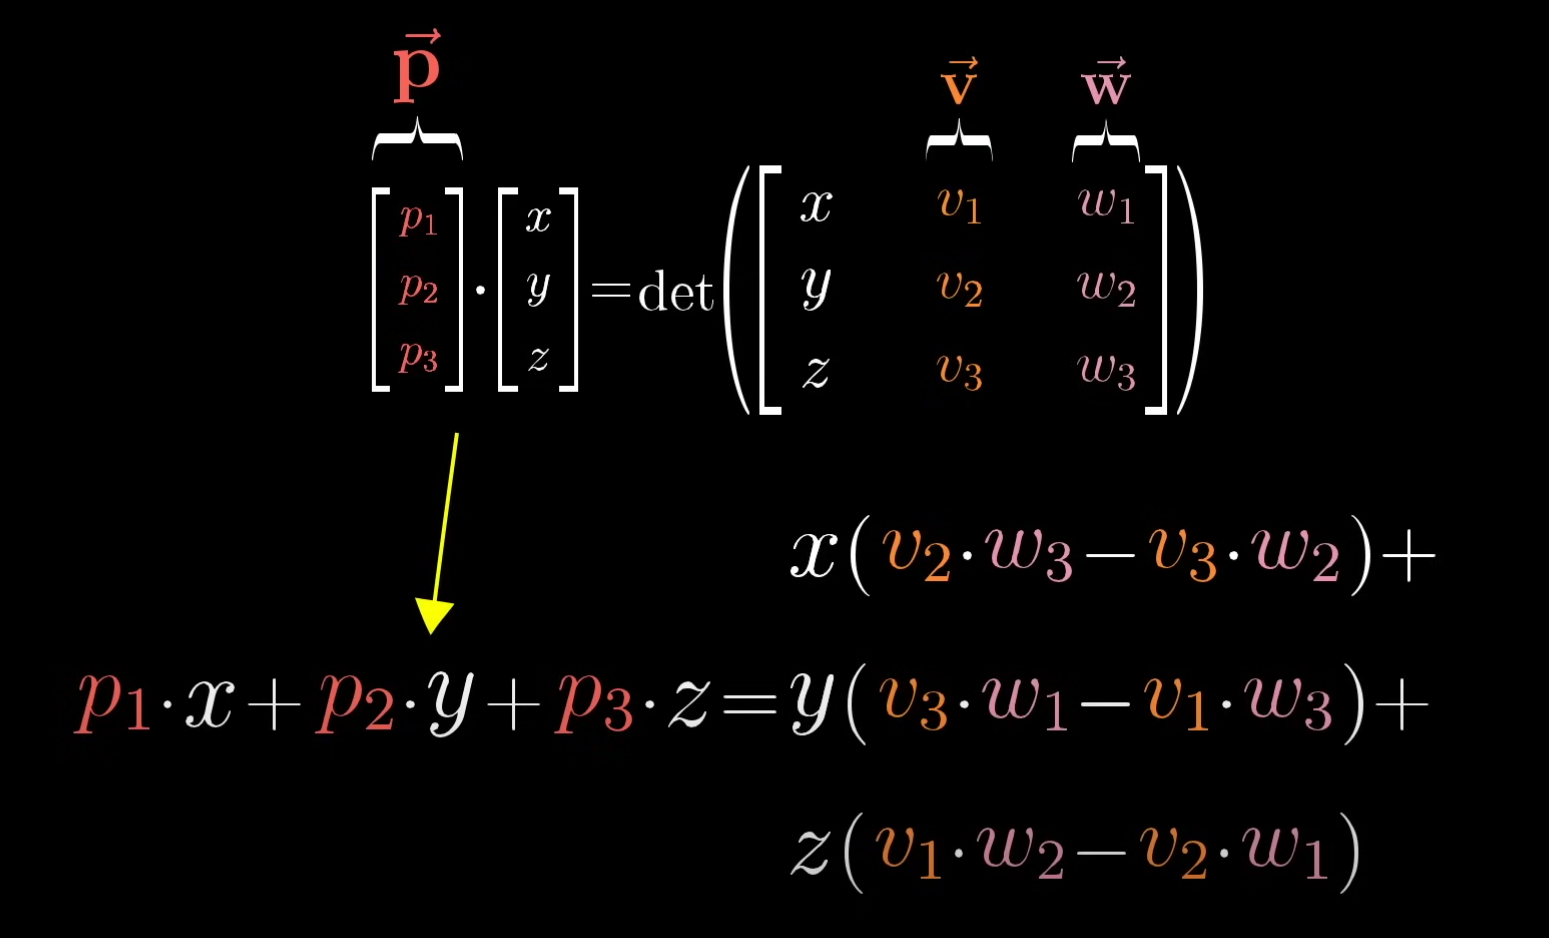 p⃗ v⃗ w⃗
[p₁ p₂ p₃] · [x y z] = det([x v₁ w₁
y v₂ w₂
z v₃ w₃])
x(v₂·w₃−v₃·w₂)+
p₁·x+p₂·y+p₃·z=y(v₃·w₁−v₁·w₃)+
z(v₁·w₂−v₂·w₁)